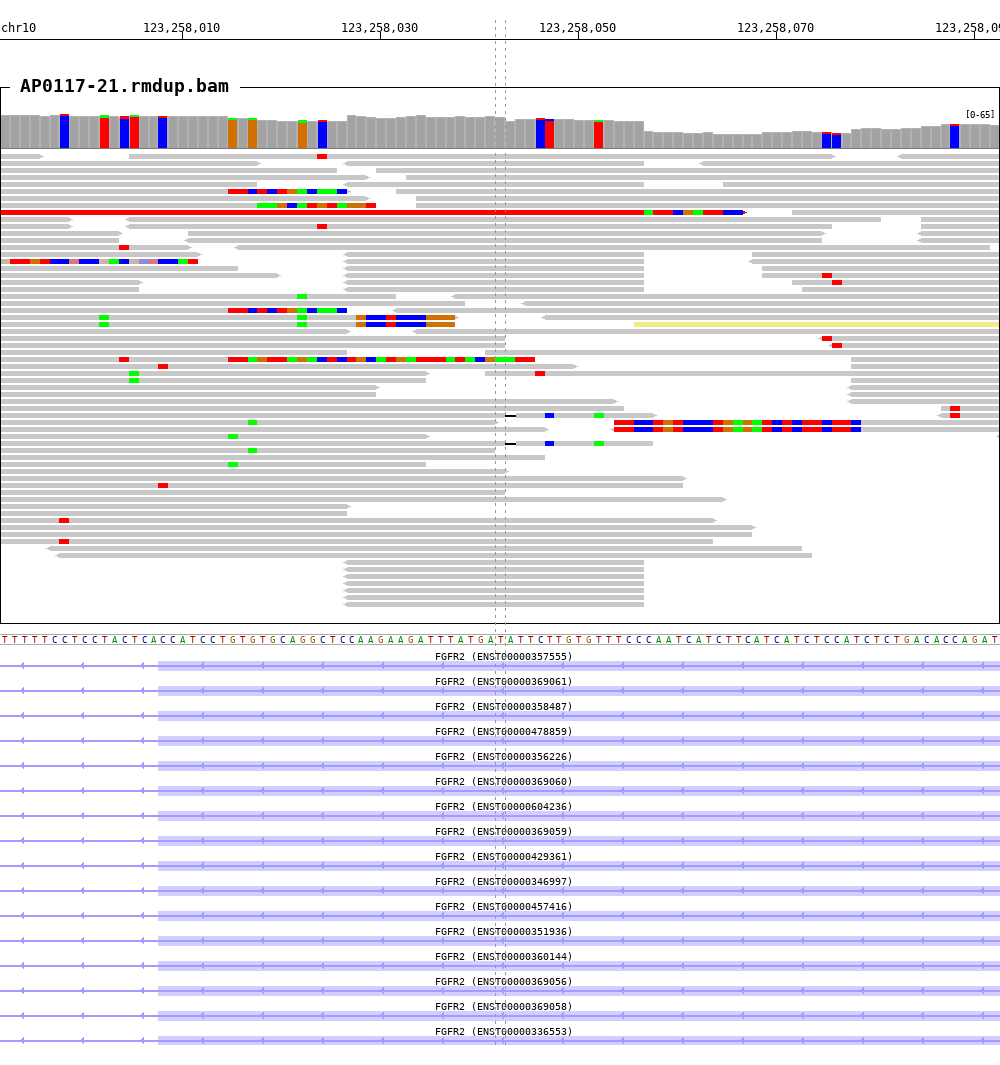 chr10 123,258,010 123,258,030 123,258,050 123,258,070 123,258,09
AP0117-21.rmdup.bam
[0-65]
TTTTTCCTCCTACTCACCATCCTGTGTGCAGGCTCCAAGAAGATTTATGATATTCTTGTGTTTCCCAATCATCTTCATCATCTCCATCTCTGACACCAGAT
FGFR2 (ENST00000357555)
FGFR2 (ENST00000369061)
FGFR2 (ENST00000358487)
FGFR2 (ENST00000478859)
FGFR2 (ENST00000356226)
FGFR2 (ENST00000369060)
FGFR2 (ENST00000604236)
FGFR2 (ENST00000369059)
FGFR2 (ENST00000429361)
FGFR2 (ENST00000346997)
FGFR2 (ENST00000457416)
FGFR2 (ENST00000351936)
FGFR2 (ENST00000360144)
FGFR2 (ENST00000369056)
FGFR2 (ENST00000369058)
FGFR2 (ENST00000336553)